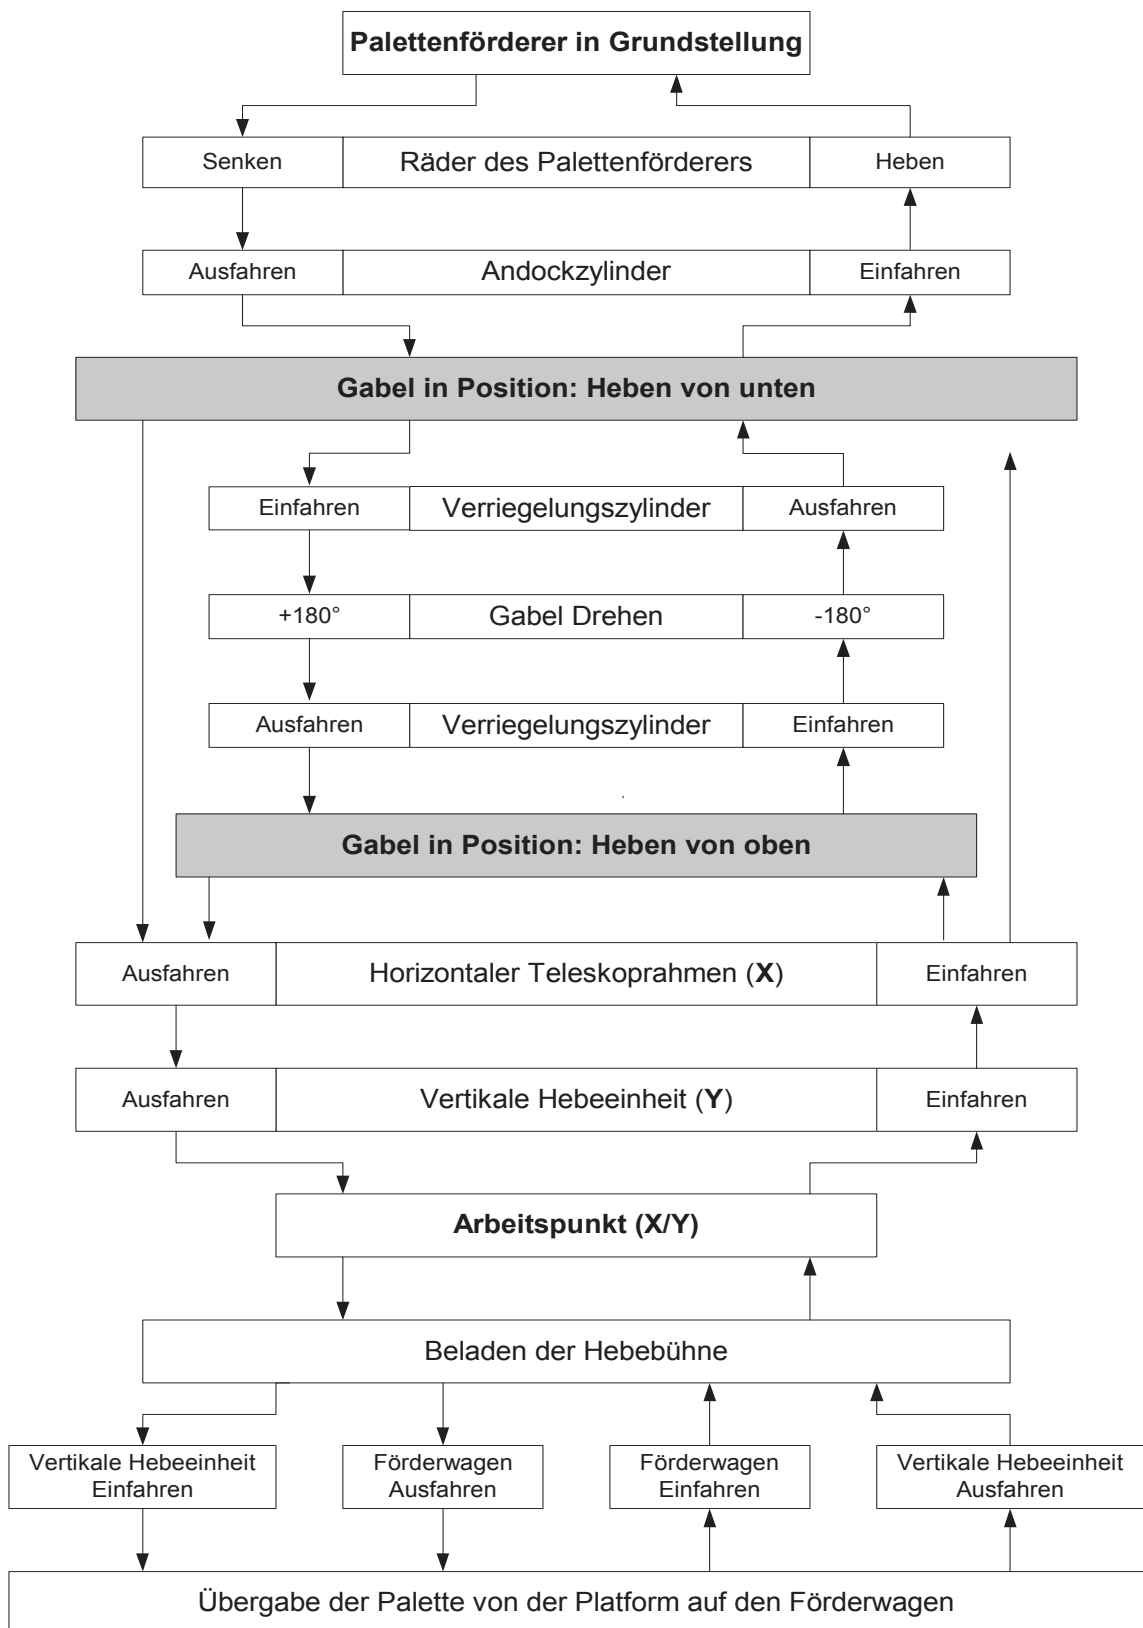 Palettenförderer in Grundstellung
Senken Räder des Palettenförderers Heben
Ausfahren Andockzylinder Einfahren
Gabel in Position: Heben von unten
Einfahren Verriegelungszylinder Ausfahren
+180° Gabel Drehen -180°
Ausfahren Verriegelungszylinder Einfahren
Gabel in Position: Heben von oben
Ausfahren Horizontaler Teleskoprahmen (X) Einfahren
Ausfahren Vertikale Hebeeinheit (Y) Einfahren
Arbeitspunkt (X/Y)
Beladen der Hebebühne
Vertikale Hebeeinheit
Einfahren
Förderwagen
Ausfahren
Förderwagen
Einfahren
Vertikale Hebeeinheit
Ausfahren
Übergabe der Palette von der Platform auf den Förderwagen